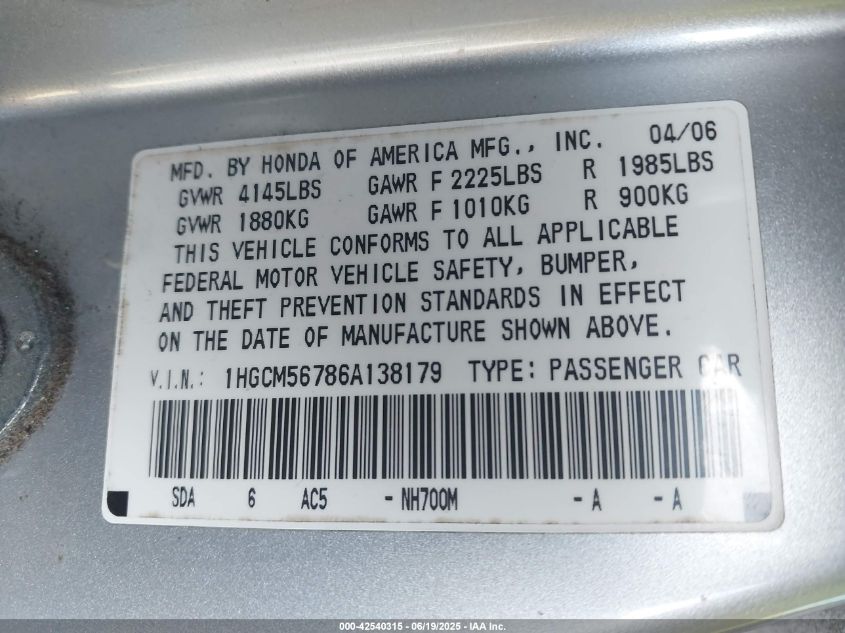 MFD. BY HONDA OF AMERICA MFG., INC. 04/06
GVWR 4145LBS GAWR F 2225LBS R 1985LBS
GVWR 1880KG GAWR F 1010KG R 900KG
THIS VEHICLE CONFORMS TO ALL APPLICABLE
FEDERAL MOTOR VEHICLE SAFETY, BUMPER,
AND THEFT PREVENTION STANDARDS IN EFFECT
ON THE DATE OF MANUFACTURE SHOWN ABOVE.
V.I.N.: 1HGCM56786A138179 TYPE: PASSENGER CAR
SDA 6 AC5 - NH700M - A - A
000-42540315 - 06/19/2025 - IAA Inc.